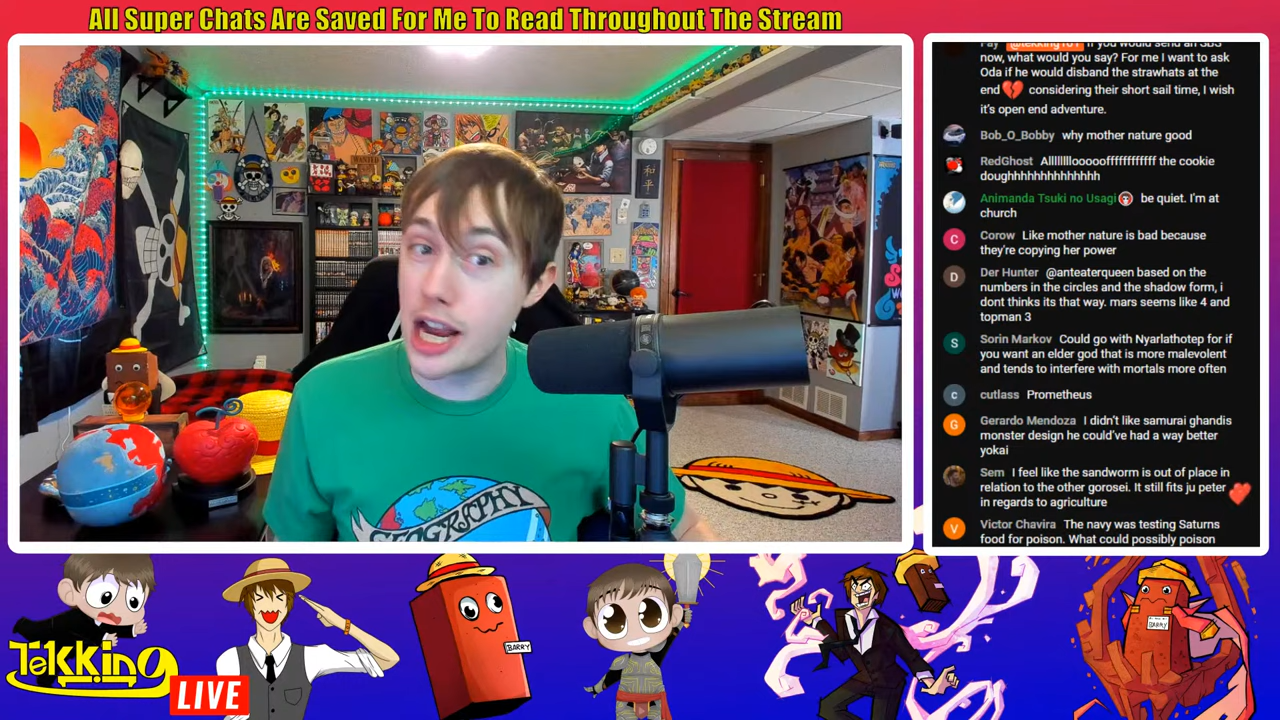 All Super Chats Are Saved For Me To Read Throughout The Stream
Fay @tekking101 If you would send an SBS
now, what would you say? For me I want to ask
Oda if he would disband the strawhats at the
end💔 considering their short sail time, I wish
it's open end adventure.
Bob_O_Bobby why mother nature good
RedGhost Alllllllllooooofffffffffffff the cookie
doughhhhhhhhhhhhhh
Animanda Tsuki no Usagi be quiet. I'm at
church
C
Corow Like mother nature is bad because
they're copying her power
D
Der Hunter @anteaterqueen based on the
numbers in the circles and the shadow form, i
dont thinks its that way. mars seems like 4 and
topman 3
S
Sorin Markov Could go with Nyarlathotep for if
you want an elder god that is more malevolent
and tends to interfere with mortals more often
c
cutlass Prometheus
G
Gerardo Mendoza I didn't like samurai ghandis
monster design he could've had a way better
yokai
Sem I feel like the sandworm is out of place in
relation to the other gorosei. It still fits ju peter
in regards to agriculture
V
Victor Chavira The navy was testing Saturns
food for poison. What could possibly poison
WANTED
和平
GEOGRAPHY
TEKKING
LIVE
BARRY
BARRY